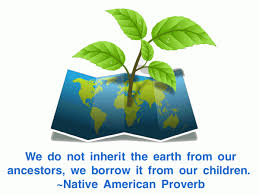 We do not inherit the earth from our
ancestors, we borrow it from our children.
~Native American Proverb